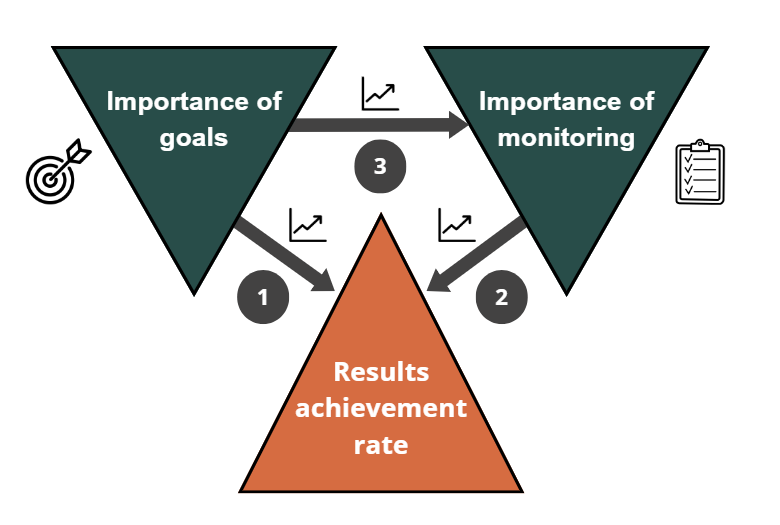 Importance of
goals
Importance of
monitoring
3
1
2
Results
achievement
rate